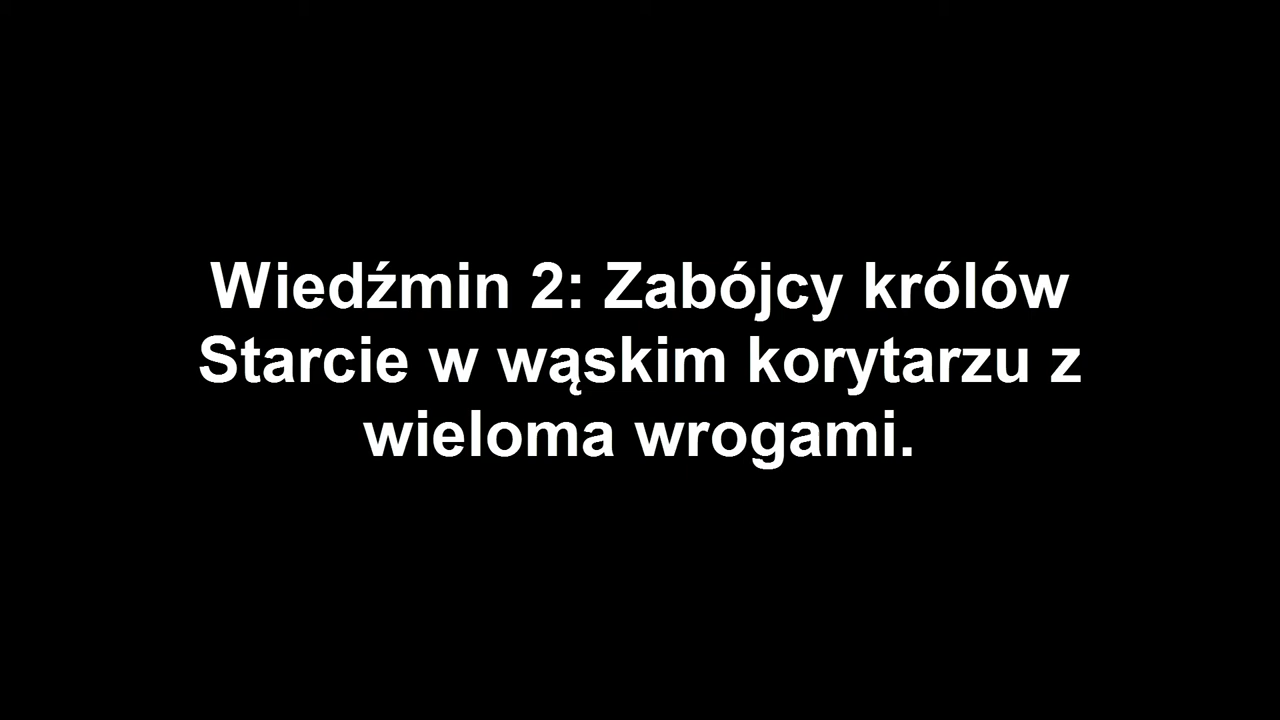 Wiedźmin 2: Zabójcy królów
Starcie w wąskim korytarzu z
wieloma wrogami.